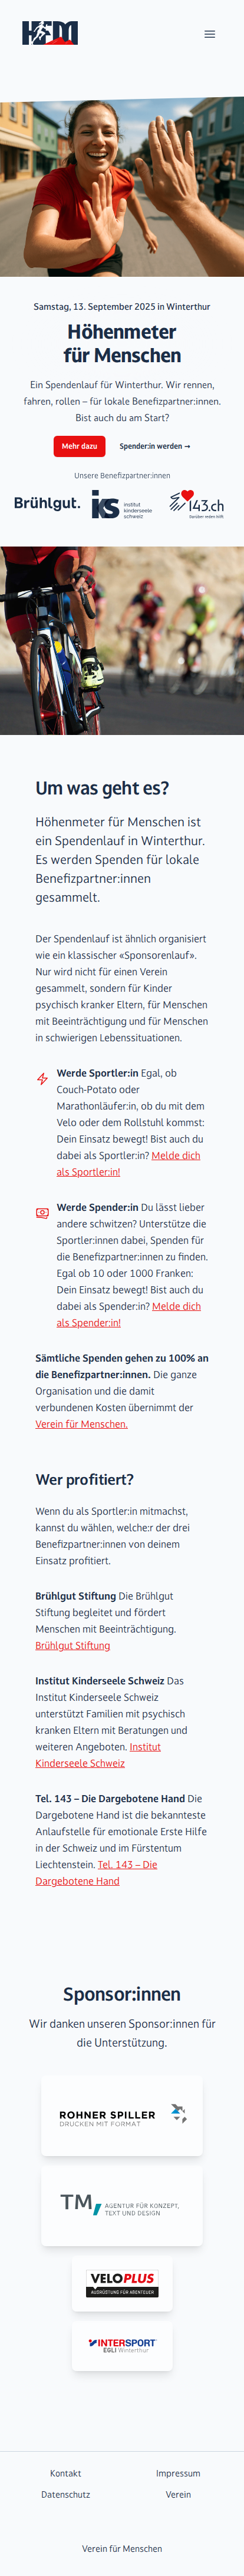 HFM
Samstag, 13. September 2025 in Winterthur
Höhenmeter
für Menschen
Ein Spendenlauf für Winterthur. Wir rennen,
fahren, rollen – für lokale Benefizpartner:innen.
Bist auch du am Start?
Mehr dazu
Spender:in werden →
Unsere Benefizpartner:innen
Brühlgut.
iks
institut
kinderseele
schweiz
143.ch
Darüber reden hilft.
Um was geht es?
Höhenmeter für Menschen ist
ein Spendenlauf in Winterthur.
Es werden Spenden für lokale
Benefizpartner:innen
gesammelt.
Der Spendenlauf ist ähnlich organisiert
wie ein klassischer «Sponsorenlauf».
Nur wird nicht für einen Verein
gesammelt, sondern für Kinder
psychisch kranker Eltern, für Menschen
mit Beeinträchtigung und für Menschen
in schwierigen Lebenssituationen.
Werde Sportler:in Egal, ob
Couch-Potato oder
Marathonläufer:in, ob du mit dem
Velo oder dem Rollstuhl kommst:
Dein Einsatz bewegt! Bist auch du
dabei als Sportler:in? Melde dich
als Sportler:in!
Werde Spender:in Du lässt lieber
andere schwitzen? Unterstütze die
Sportler:innen dabei, Spenden für
die Benefizpartner:innen zu finden.
Egal ob 10 oder 1000 Franken:
Dein Einsatz bewegt! Bist auch du
dabei als Spender:in? Melde dich
als Spender:in!
Sämtliche Spenden gehen zu 100% an
die Benefizpartner:innen. Die ganze
Organisation und die damit
verbundenen Kosten übernimmt der
Verein für Menschen.
Wer profitiert?
Wenn du als Sportler:in mitmachst,
kannst du wählen, welche:r der drei
Benefizpartner:innen von deinem
Einsatz profitiert.
Brühlgut Stiftung Die Brühlgut
Stiftung begleitet und fördert
Menschen mit Beeinträchtigung.
Brühlgut Stiftung
Institut Kinderseele Schweiz Das
Institut Kinderseele Schweiz
unterstützt Familien mit psychisch
kranken Eltern mit Beratungen und
weiteren Angeboten. Institut
Kinderseele Schweiz
Tel. 143 – Die Dargebotene Hand Die
Dargebotene Hand ist die bekannteste
Anlaufstelle für emotionale Erste Hilfe
in der Schweiz und im Fürstentum
Liechtenstein. Tel. 143 – Die
Dargebotene Hand
Sponsor:innen
Wir danken unseren Sponsor:innen für
die Unterstützung.
ROHNER SPILLER
DRUCKEN MIT FORMAT
TM,
AGENTUR FÜR KONZEPT,
TEXT UND DESIGN
VELOPLUS
AUSRÜSTUNG FÜR ABENTEUER
INTERSPORT
EGLI Winterthur
Kontakt
Impressum
Datenschutz
Verein
Verein für Menschen